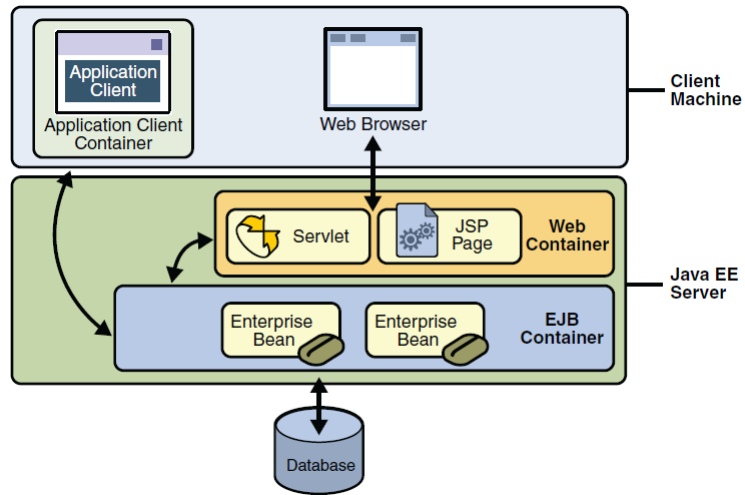 Application
Client
Application Client
Container
Web Browser
Client
Machine
Servlet
JSP
Page
Web
Container
Java EE
Server
Enterprise
Bean
Enterprise
Bean
EJB
Container
Database